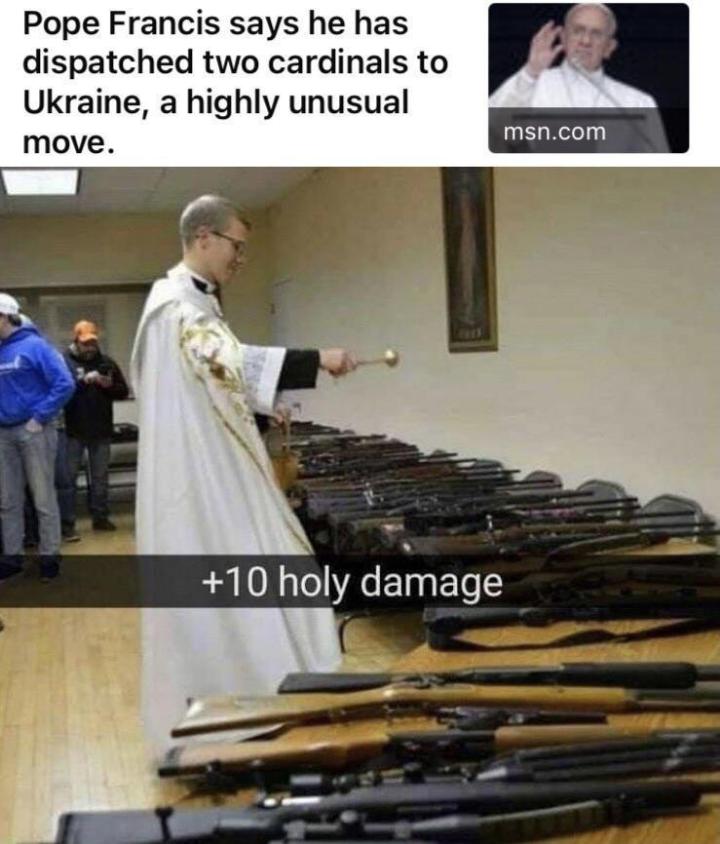 Pope Francis says he has
dispatched two cardinals to
Ukraine, a highly unusual
move.
msn.com
+10 holy damage